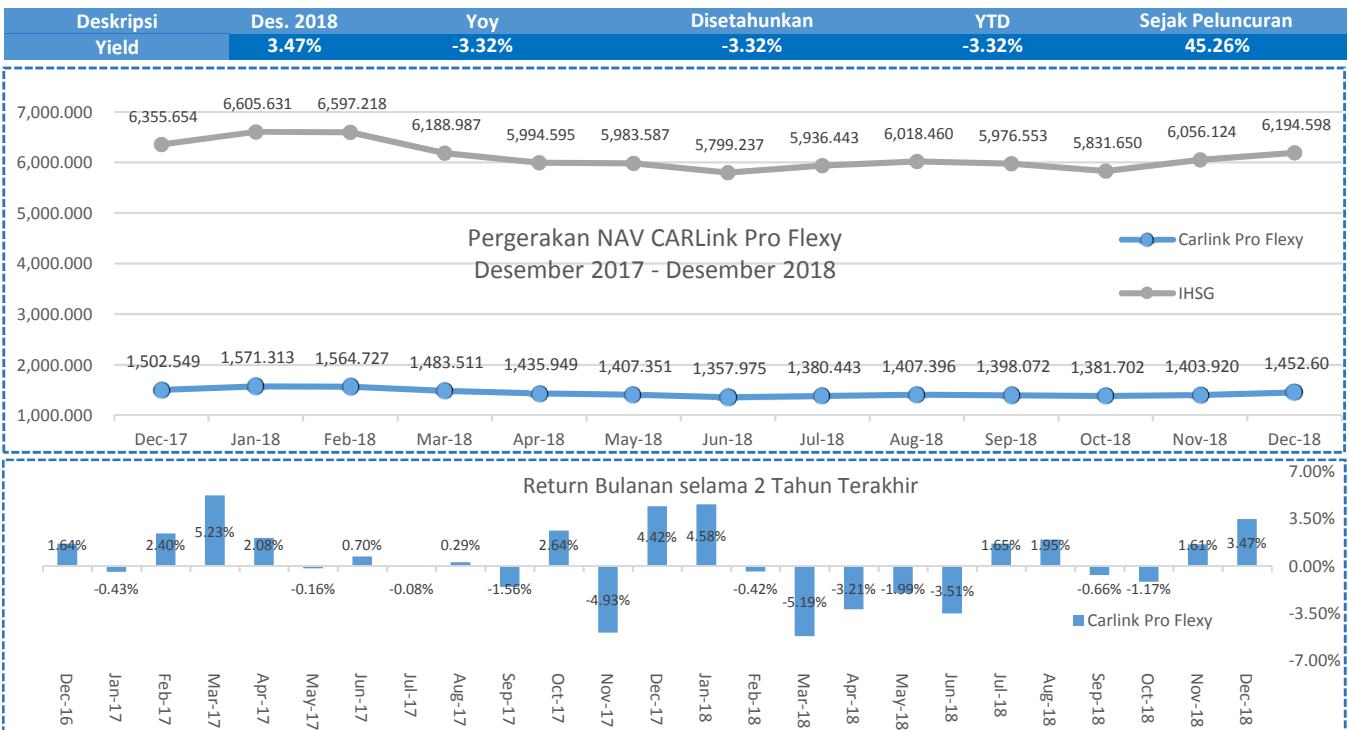 Deskripsi Des. 2018 Yoy Disetahunkan YTD Sejak Peluncuran
Yield 3.47% -3.32% -3.32% -3.32% 45.26%
7,000.000
6,000.000
5,000.000
4,000.000
3,000.000
2,000.000
1,000.000
6,355.654 6,605.631 6,597.218 6,188.987 5,994.595 5,983.587 5,799.237 5,936.443 6,018.460 5,976.553 5,831.650 6,056.124 6,194.598
Pergerakan NAV CARLink Pro Flexy
Desember 2017 - Desember 2018
Carlink Pro Flexy
IHSG
1,502.549 1,571.313 1,564.727 1,483.511 1,435.949 1,407.351 1,357.975 1,380.443 1,407.396 1,398.072 1,381.702 1,403.920 1,452.60
Dec-17 Jan-18 Feb-18 Mar-18 Apr-18 May-18 Jun-18 Jul-18 Aug-18 Sep-18 Oct-18 Nov-18 Dec-18
Return Bulanan selama 2 Tahun Terakhir
7.00%
3.50%
0.00%
-3.50%
-7.00%
1.64% -0.43% 2.40% 5.23% 2.08% -0.16% 0.70% -0.08% 0.29% -1.56% 2.64% -4.93% 4.42% 4.58% -0.42% -5.19% -3.21% -1.99% -3.51% 1.65% 1.95% -0.66% -1.17% 1.61% 3.47%
Carlink Pro Flexy
Dec-16 Jan-17 Feb-17 Mar-17 Apr-17 May-17 Jun-17 Jul-17 Aug-17 Sep-17 Oct-17 Nov-17 Dec-17 Jan-18 Feb-18 Mar-18 Apr-18 May-18 Jun-18 Jul-18 Aug-18 Sep-18 Oct-18 Nov-18 Dec-18